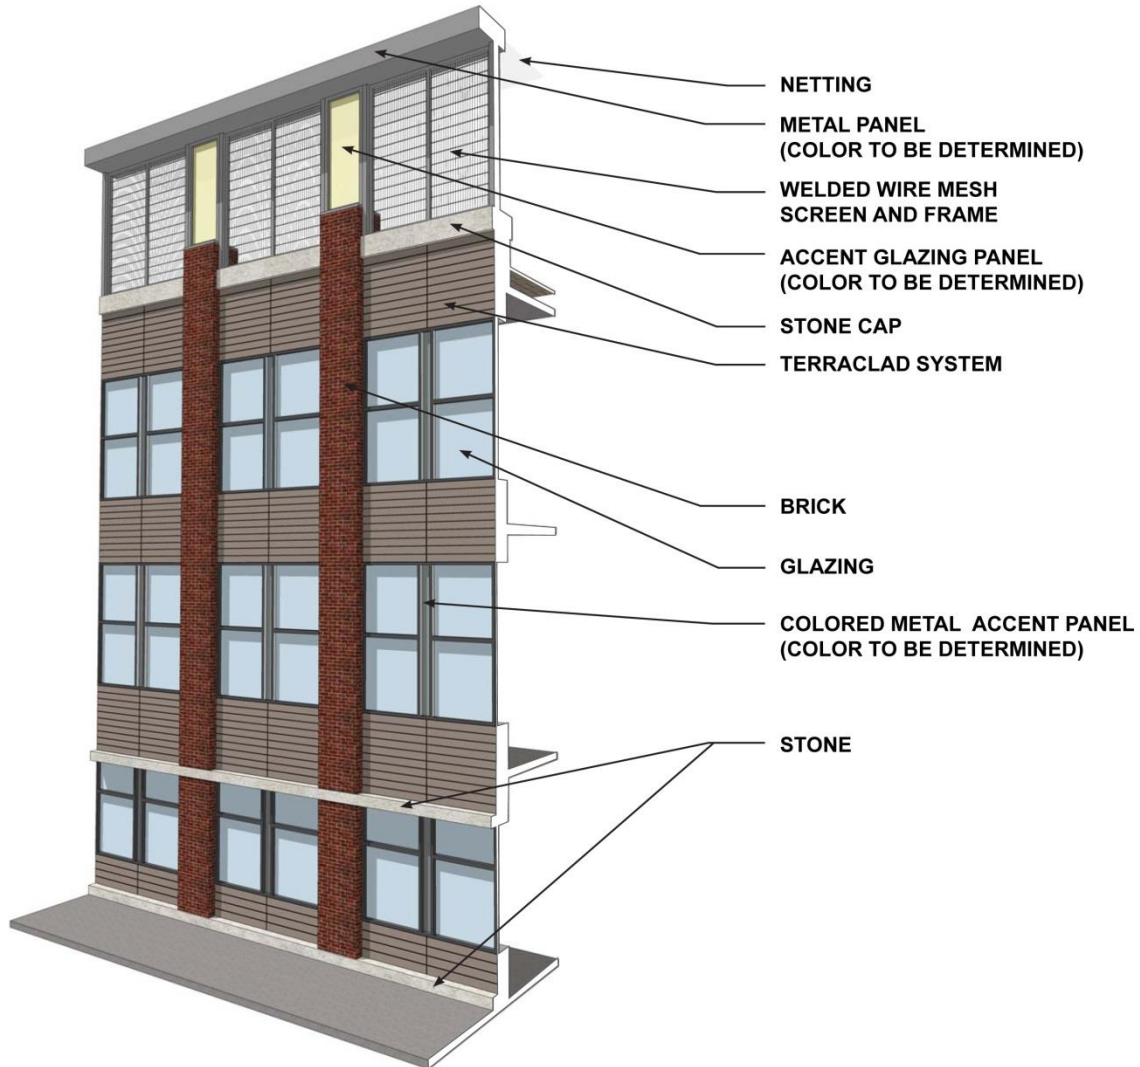 NETTING
METAL PANEL
(COLOR TO BE DETERMINED)
WELDED WIRE MESH
SCREEN AND FRAME
ACCENT GLAZING PANEL
(COLOR TO BE DETERMINED)
STONE CAP
TERRACLAD SYSTEM
BRICK
GLAZING
COLORED METAL ACCENT PANEL
(COLOR TO BE DETERMINED)
STONE